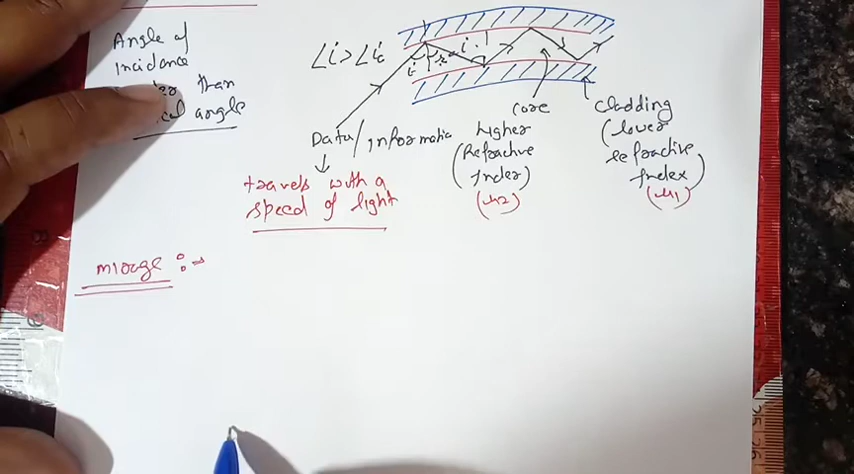 Angle of
incidence
than
angle
∠i > ∠ic
i
i
Data/Informatio
travels with a
speed of light
core
Higher
(Refractive
Index)
(μ2)
cladding
(lower
refractive
Index)
(μ1)
mirage :-